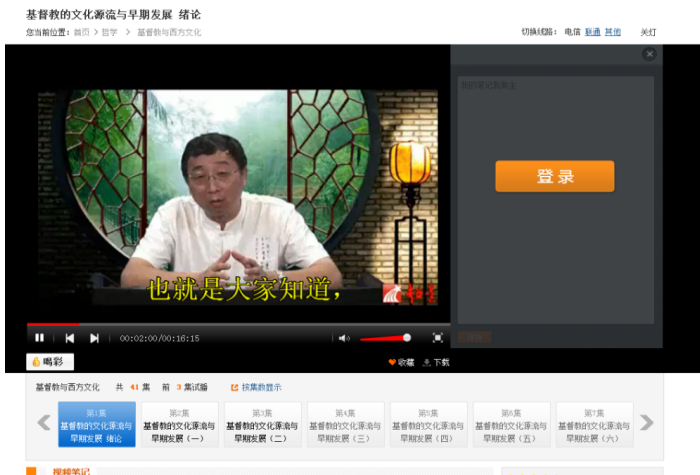 基督教的文化源流与早期发展 绪论
您当前位置：首页 > 哲学 > 基督教与西方文化
切换线路： 电信 联通 其他 关灯
登录
也就是大家知道，
00:02:00/00:16:15
喝彩
收藏 下载
基督教与西方文化 共 41 集 前 3 集试播 按集数显示
第1集 第2集 第3集 第4集 第5集 第6集 第7集
基督教的文化源流与 基督教的文化源流与 基督教的文化源流与 基督教的文化源流与 基督教的文化源流与 基督教的文化源流与 基督教的文化源流与
早期发展 绪论 早期发展（一） 早期发展（二） 早期发展（三） 早期发展（四） 早期发展（五） 早期发展（六）
视频笔记